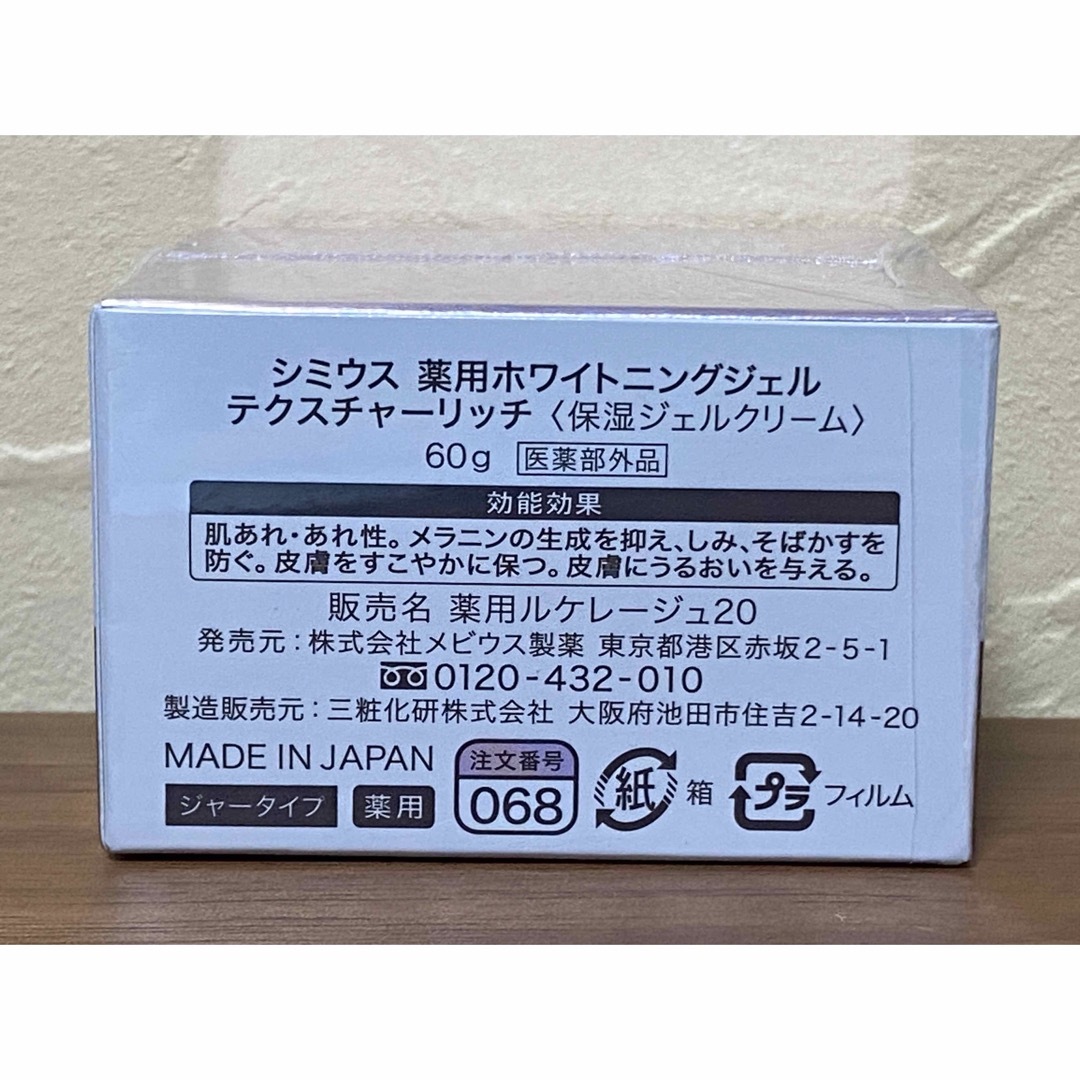 シミウス 薬用ホワイトニングジェル
テクスチャーリッチ〈保湿ジェルクリーム〉
60g 医薬部外品
効能効果
肌あれ・あれ性。メラニンの生成を抑え、しみ、そばかすを
防ぐ。皮膚をすこやかに保つ。皮膚にうるおいを与える。
販売名 薬用ルケレージュ20
発売元：株式会社メビウス製薬 東京都港区赤坂2-5-1
0120-432-010
製造販売元：三粧化研株式会社 大阪府池田市住吉2-14-20
MADE IN JAPAN
ジャータイプ 薬用
注文番号
068
紙 箱
プラ フィルム